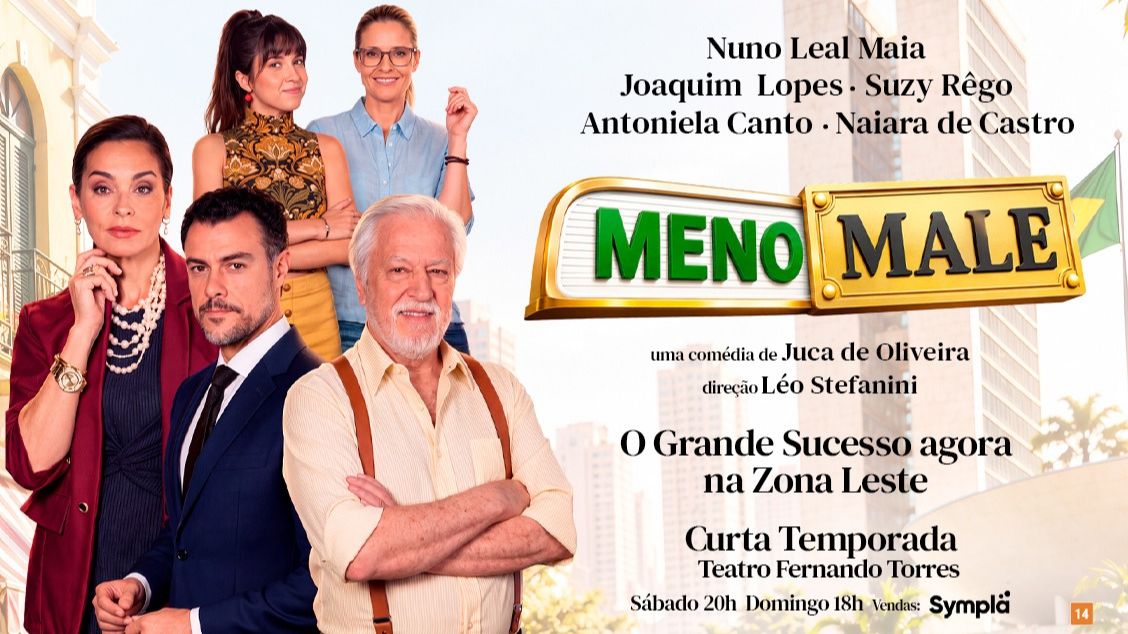 Nuno Leal Maia
Joaquim Lopes · Suzy Rêgo
Antoniela Canto · Naiara de Castro
MENO MALE
uma comédia de Juca de Oliveira
direção Léo Stefanini
O Grande Sucesso agora
na Zona Leste
Curta Temporada
Teatro Fernando Torres
Sábado 20h Domingo 18h Vendas: Sympla
14